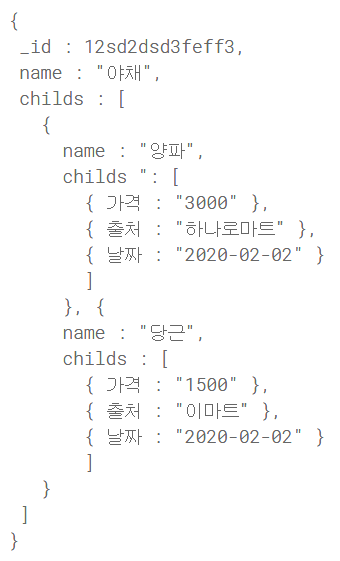 {
_id : 12sd2dsd3feff3,
name : "야채",
childs : [
{
name : "양파",
childs ": [
{ 가격 : "3000" },
{ 출처 : "하나로마트" },
{ 날짜 : "2020-02-02" }
]
}, {
name : "당근",
childs : [
{ 가격 : "1500" },
{ 출처 : "이마트" },
{ 날짜 : "2020-02-02" }
]
}
]
}